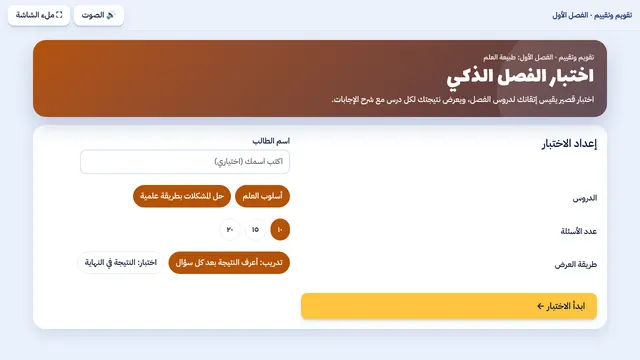 تقويم وتقييم · الفصل الأول
🔊 الصوت
⛶ ملء الشاشة
تقويم وتقييم · الفصل الأول: طبيعة العلم
اختبار الفصل الذكي
اختبار قصير يقيس إتقانك لدروس الفصل، ويعرض نتيجتك لكل درس مع شرح الإجابات.
إعداد الاختبار
اسم الطالب
اكتب اسمك (اختياري)
الدروس
أسلوب العلم
حل المشكلات بطريقة علمية
عدد الأسئلة
١٠
١٥
٢٠
طريقة العرض
تدريب: أعرف النتيجة بعد كل سؤال
اختبار: النتيجة في النهاية
ابدأ الاختبار ←